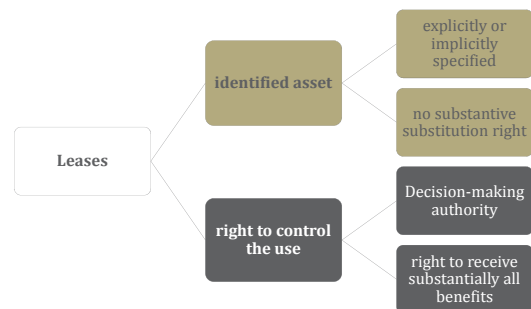 Leases
identified asset
explicitly or
implicitly
specified
no substantive
substitution right
right to control
the use
Decision-making
authority
right to receive
substantially all
benefits